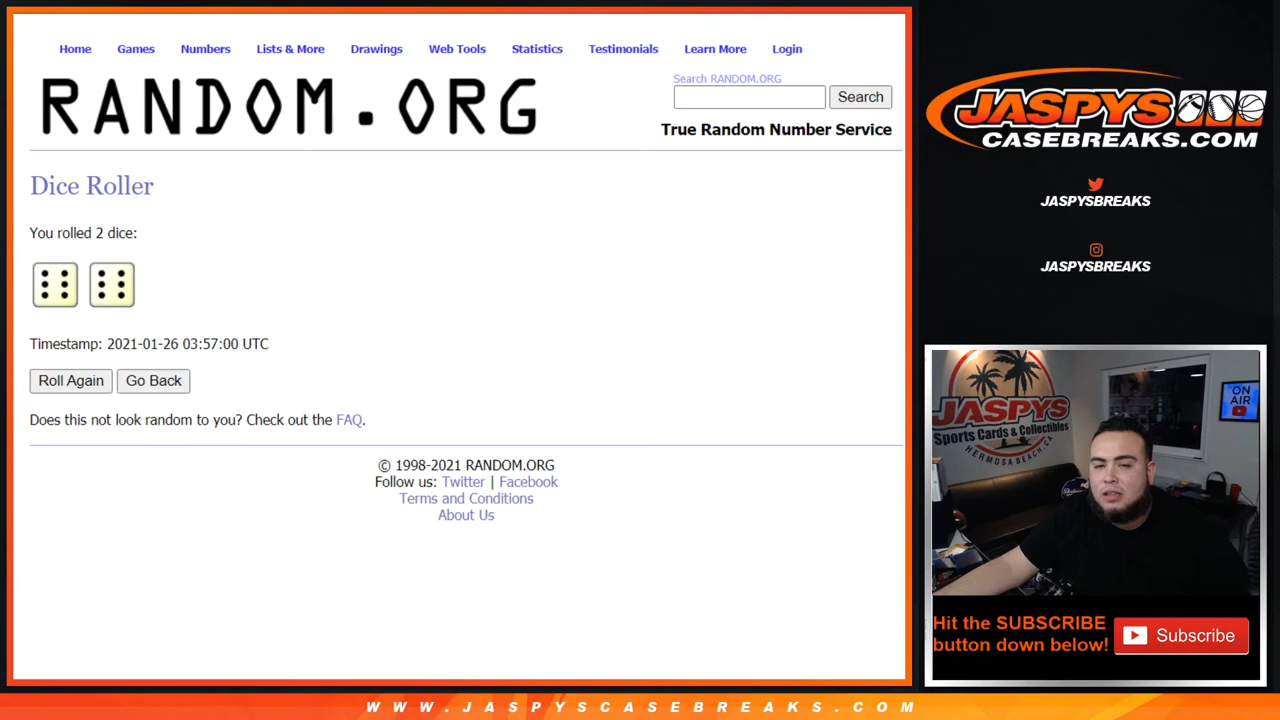 Home Games Numbers Lists & More Drawings Web Tools Statistics Testimonials Learn More Login
RANDOM.ORG
Search RANDOM.ORG
Search
True Random Number Service
Dice Roller
You rolled 2 dice:
Timestamp: 2021-01-26 03:57:00 UTC
Roll Again Go Back
Does this not look random to you? Check out the FAQ.
© 1998-2021 RANDOM.ORG
Follow us: Twitter | Facebook
Terms and Conditions
About Us
JASPYS
CASEBREAKS.COM
JASPYSBREAKS
JASPYSBREAKS
JASPYS
Sports Cards & Collectibles
HERMOSA BEACH, CA
ON
AIR
Hit the SUBSCRIBE
button down below!
Subscribe
WWW.JASPYSCASEBREAKS.COM